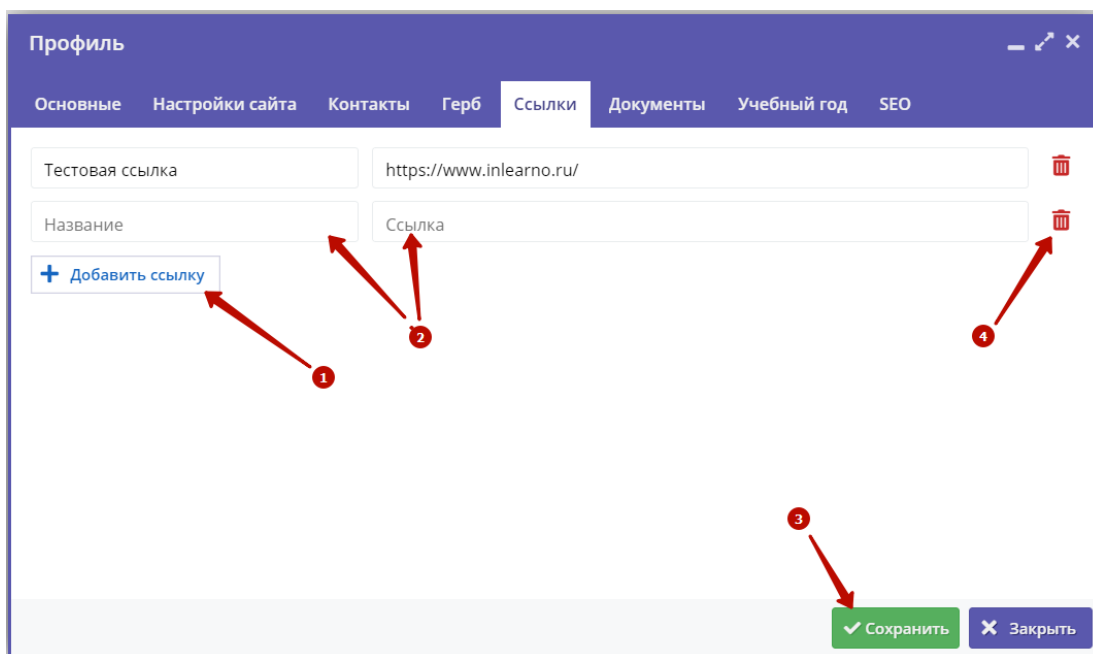 Профиль
Основные Настройки сайта Контакты Герб Ссылки Документы Учебный год SEO
Тестовая ссылка https://www.inlearno.ru/
Название Ссылка
Добавить ссылку
2
4
1
3
Сохранить Закрыть